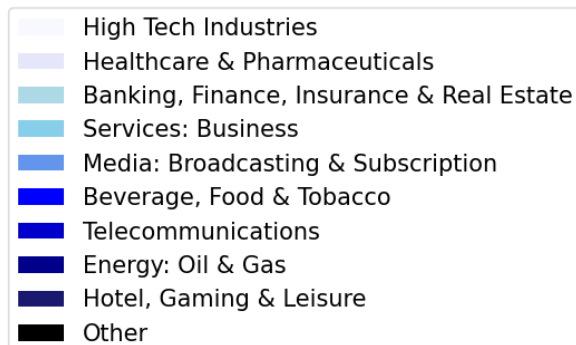 High Tech Industries
Healthcare & Pharmaceuticals
Banking, Finance, Insurance & Real Estate
Services: Business
Media: Broadcasting & Subscription
Beverage, Food & Tobacco
Telecommunications
Energy: Oil & Gas
Hotel, Gaming & Leisure
Other